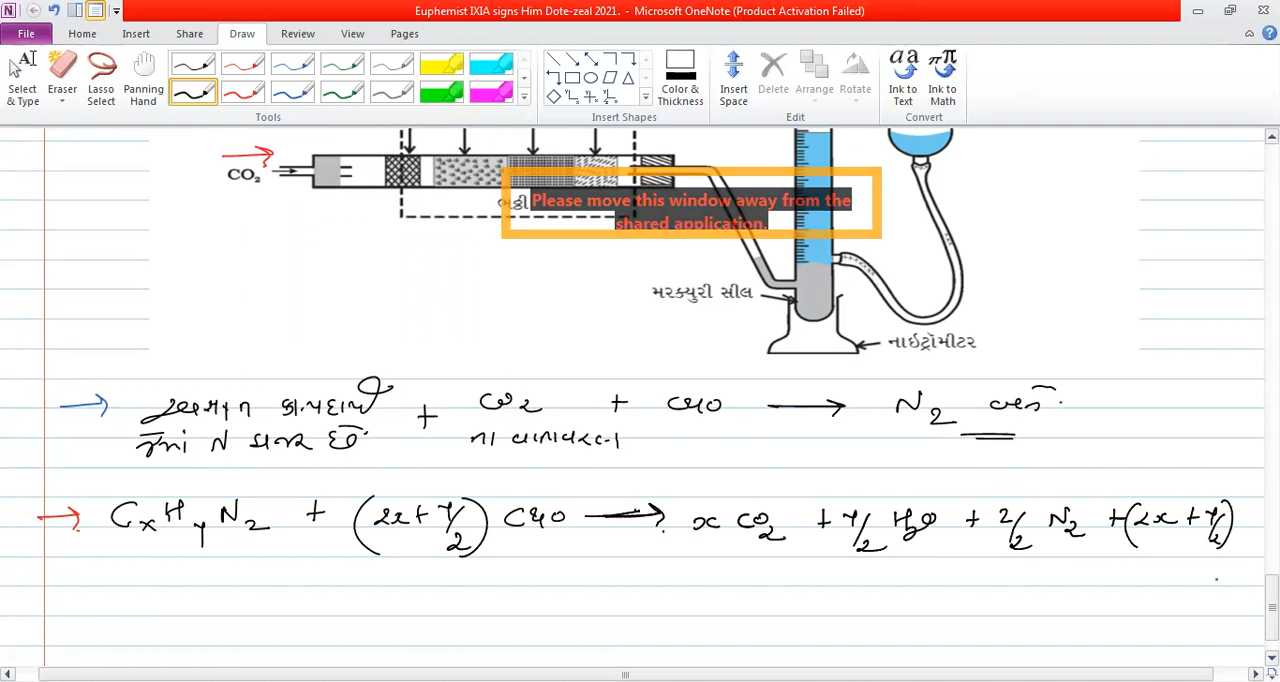 Euphemist IXIA signs Him Dote-zeal 2021. - Microsoft OneNote (Product Activation Failed)
File Home Insert Share Draw Review View Pages
Select & Type Eraser Lasso Select Panning Hand Color & Thickness Insert Space Delete Arrange Rotate Ink to Text Ink to Math
Tools Insert Shapes Edit Convert
CO2
ભઠ્ઠી
Please move this window away from the
shared application.
મરક્યુરી સીલ
નાઇટ્રૉમીટર
+ CO2 + CuO → N2
N
CxHyN2 + (2x + y/2) CuO → x CO2 + y/2 H2O + 2/2 N2 + (2x + y/2)